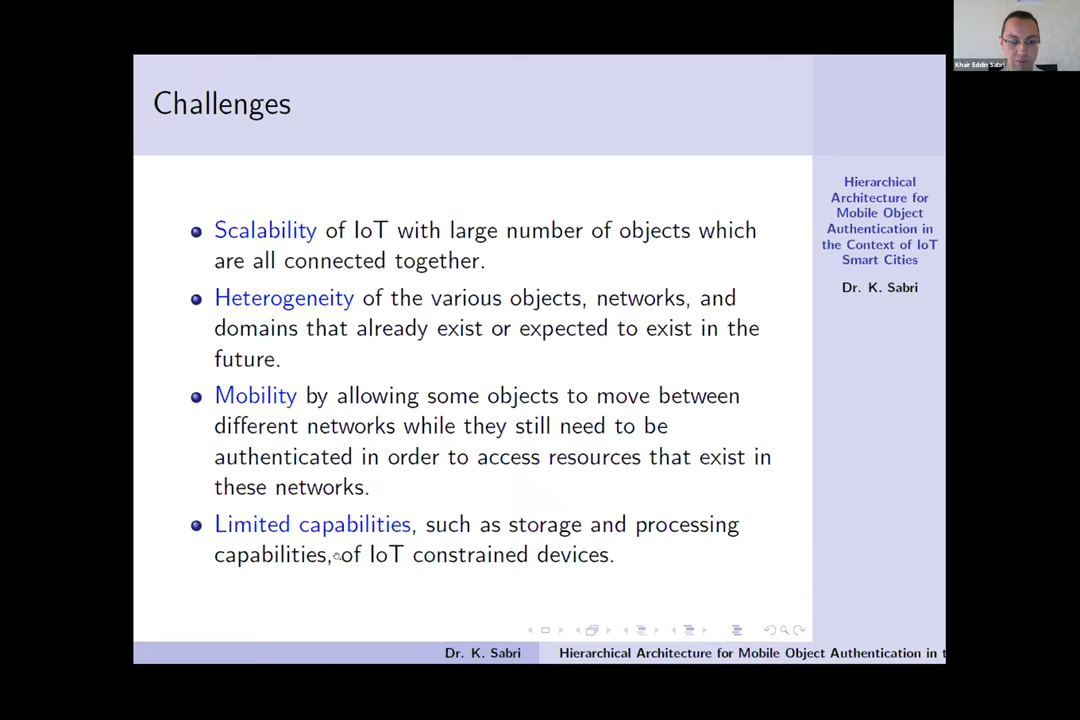 Khair Eddin Sabri
Challenges
Scalability of IoT with large number of objects which
are all connected together.
Heterogeneity of the various objects, networks, and
domains that already exist or expected to exist in the
future.
Mobility by allowing some objects to move between
different networks while they still need to be
authenticated in order to access resources that exist in
these networks.
Limited capabilities, such as storage and processing
capabilities, of IoT constrained devices.
Hierarchical
Architecture for
Mobile Object
Authentication in
the Context of IoT
Smart Cities
Dr. K. Sabri
Dr. K. Sabri
Hierarchical Architecture for Mobile Object Authentication in t